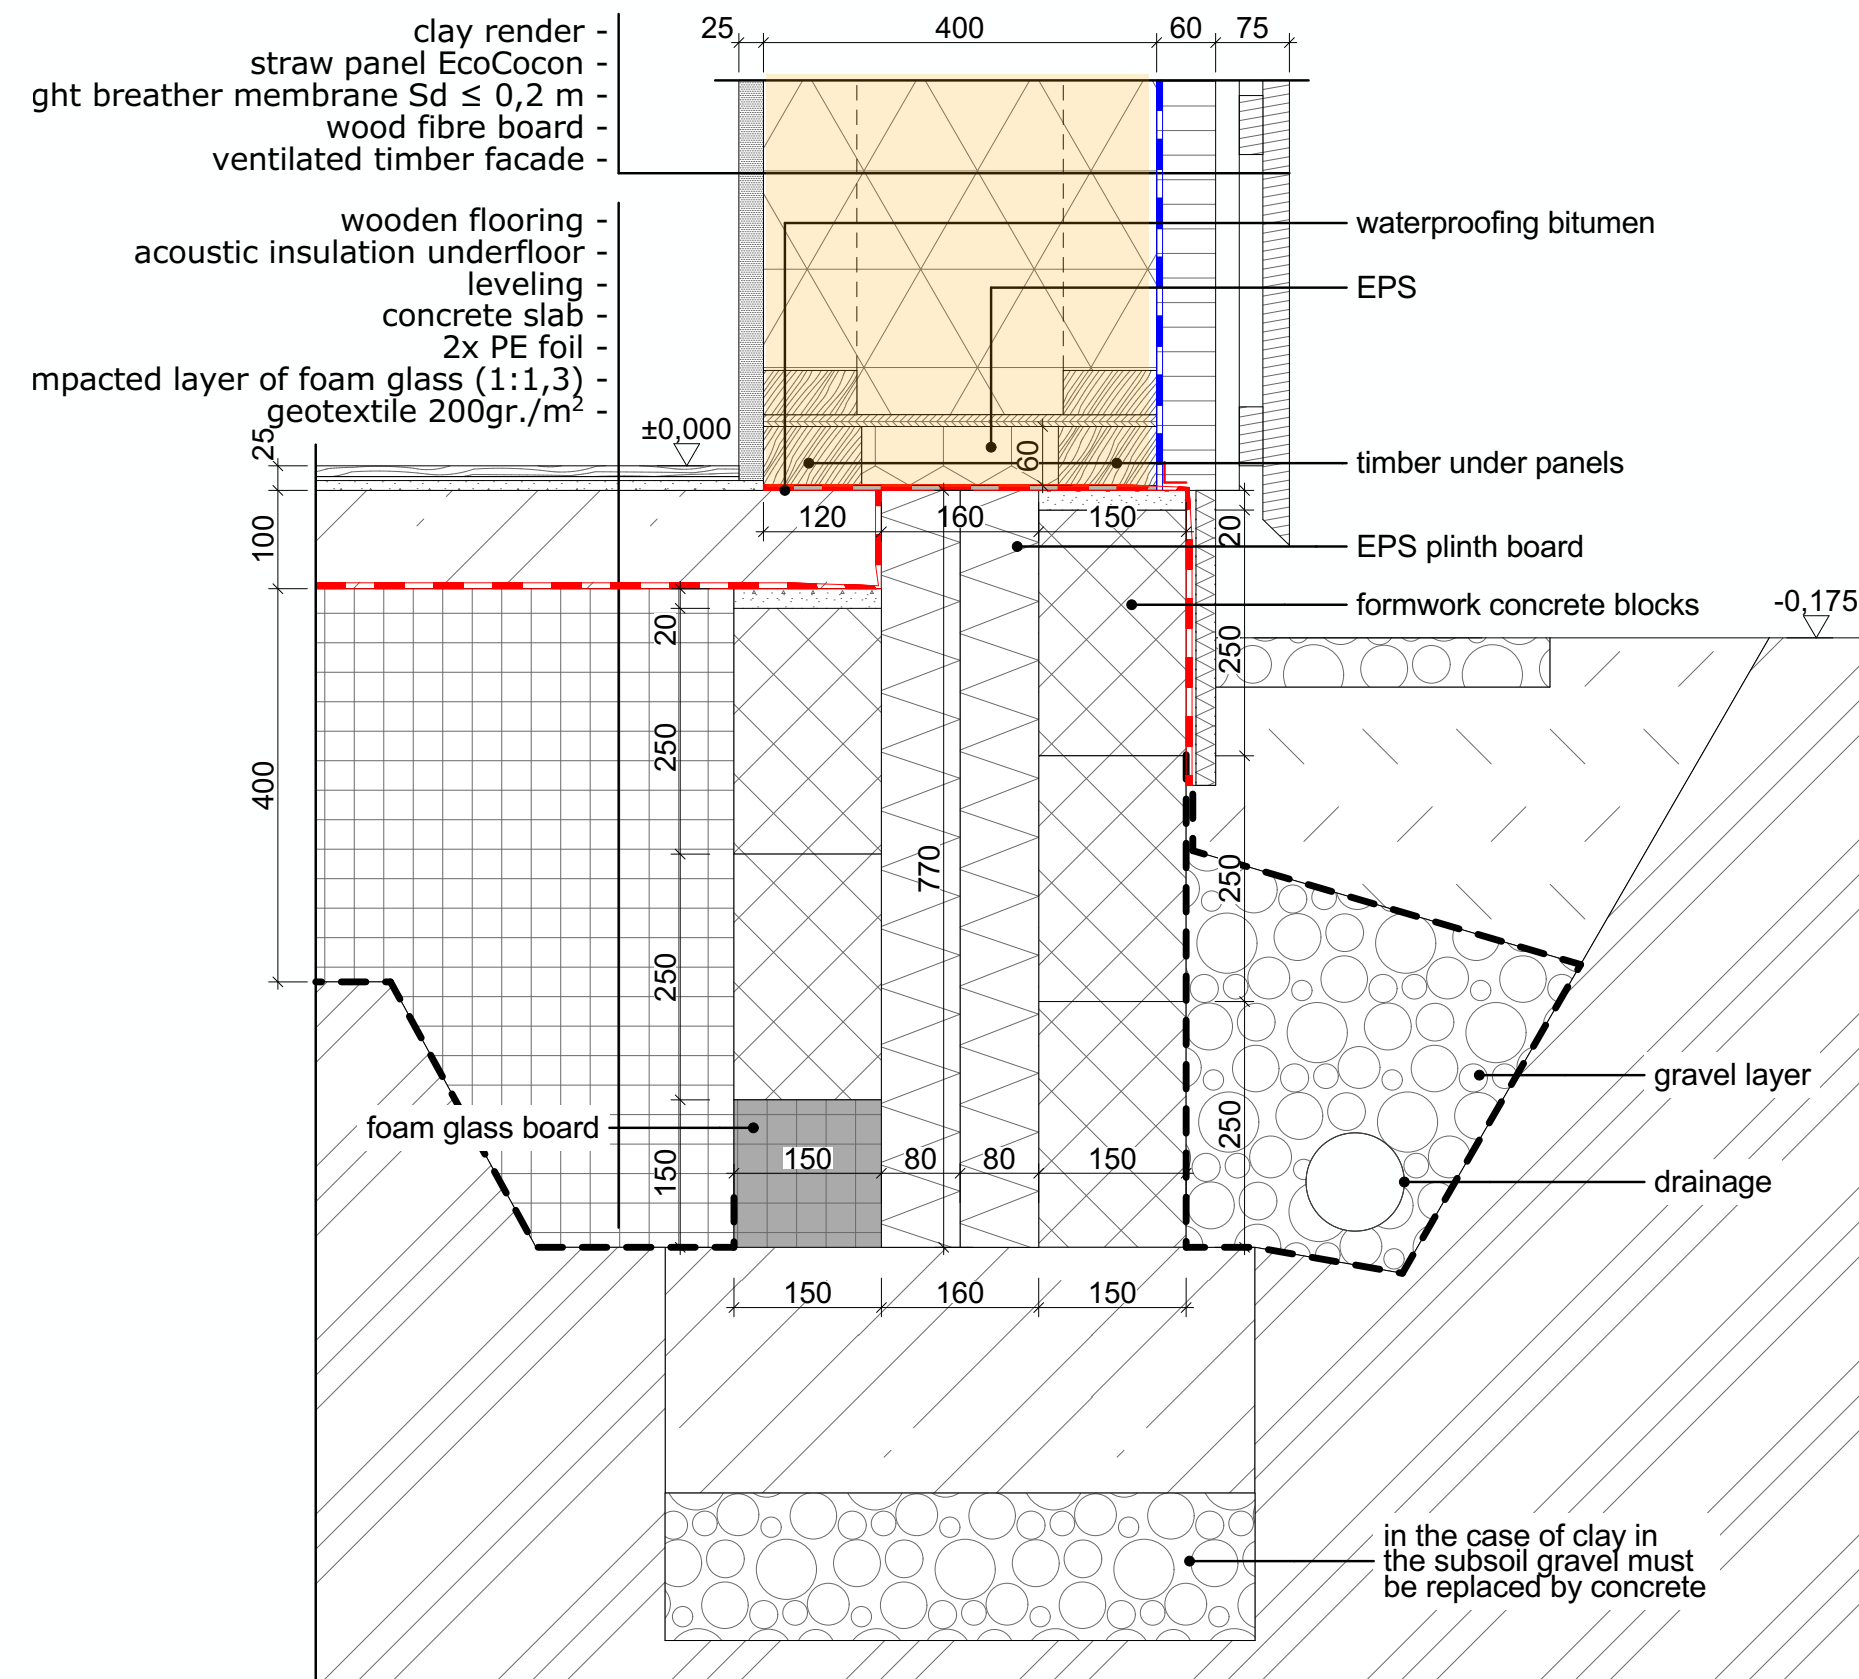 25 400 60 75
clay render -
straw panel EcoCocon -
ght breather membrane Sd ≤ 0,2 m -
wood fibre board -
ventilated timber facade -
wooden flooring -
acoustic insulation underfloor -
leveling -
concrete slab -
2x PE foil -
mpacted layer of foam glass (1:1,3) -
geotextile 200gr./m²  -
waterproofing bitumen
EPS
±0,000
25
60
timber under panels
120 160 150
100
20
EPS plinth board
formwork concrete blocks
-0,175
20
250
250
400
770
250
250
foam glass board
150
150 80 80 150
250
gravel layer
drainage
150 160 150
in the case of clay in
the subsoil gravel must
be replaced by concrete